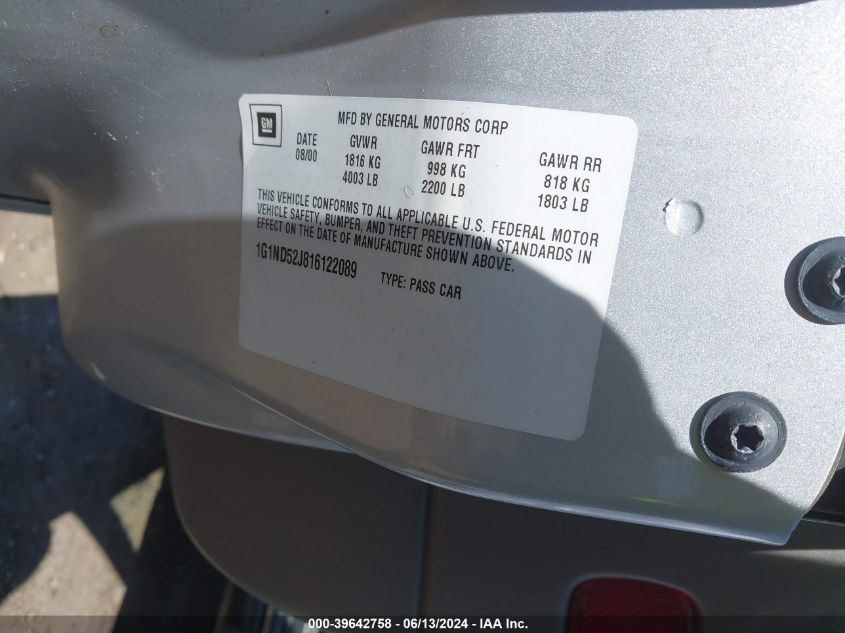 GM
MFD BY GENERAL MOTORS CORP
DATE GVWR GAWR FRT GAWR RR
08/00 1816 KG 998 KG 818 KG
4003 LB 2200 LB 1803 LB
THIS VEHICLE CONFORMS TO ALL APPLICABLE U.S. FEDERAL MOTOR
VEHICLE SAFETY, BUMPER, AND THEFT PREVENTION STANDARDS IN
EFFECT ON THE DATE OF MANUFACTURE SHOWN ABOVE.
1G1ND52J816122089 TYPE: PASS CAR
000-39642758 - 06/13/2024 - IAA Inc.